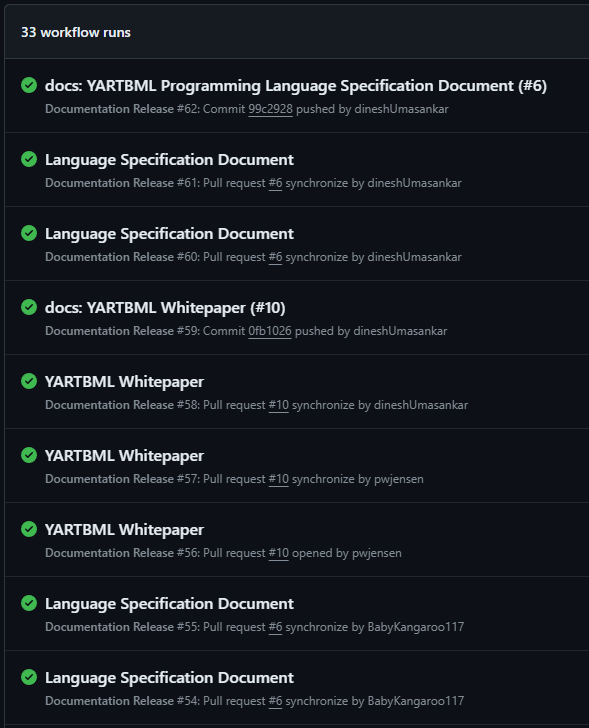 33 workflow runs
docs: YARTBML Programming Language Specification Document (#6)
Documentation Release #62: Commit 99c2928 pushed by dineshUmasankar
Language Specification Document
Documentation Release #61: Pull request #6 synchronize by dineshUmasankar
Language Specification Document
Documentation Release #60: Pull request #6 synchronize by dineshUmasankar
docs: YARTBML Whitepaper (#10)
Documentation Release #59: Commit 0fb1026 pushed by dineshUmasankar
YARTBML Whitepaper
Documentation Release #58: Pull request #10 synchronize by dineshUmasankar
YARTBML Whitepaper
Documentation Release #57: Pull request #10 synchronize by pwjensen
YARTBML Whitepaper
Documentation Release #56: Pull request #10 opened by pwjensen
Language Specification Document
Documentation Release #55: Pull request #6 synchronize by BabyKangaroo117
Language Specification Document
Documentation Release #54: Pull request #6 synchronize by BabyKangaroo117